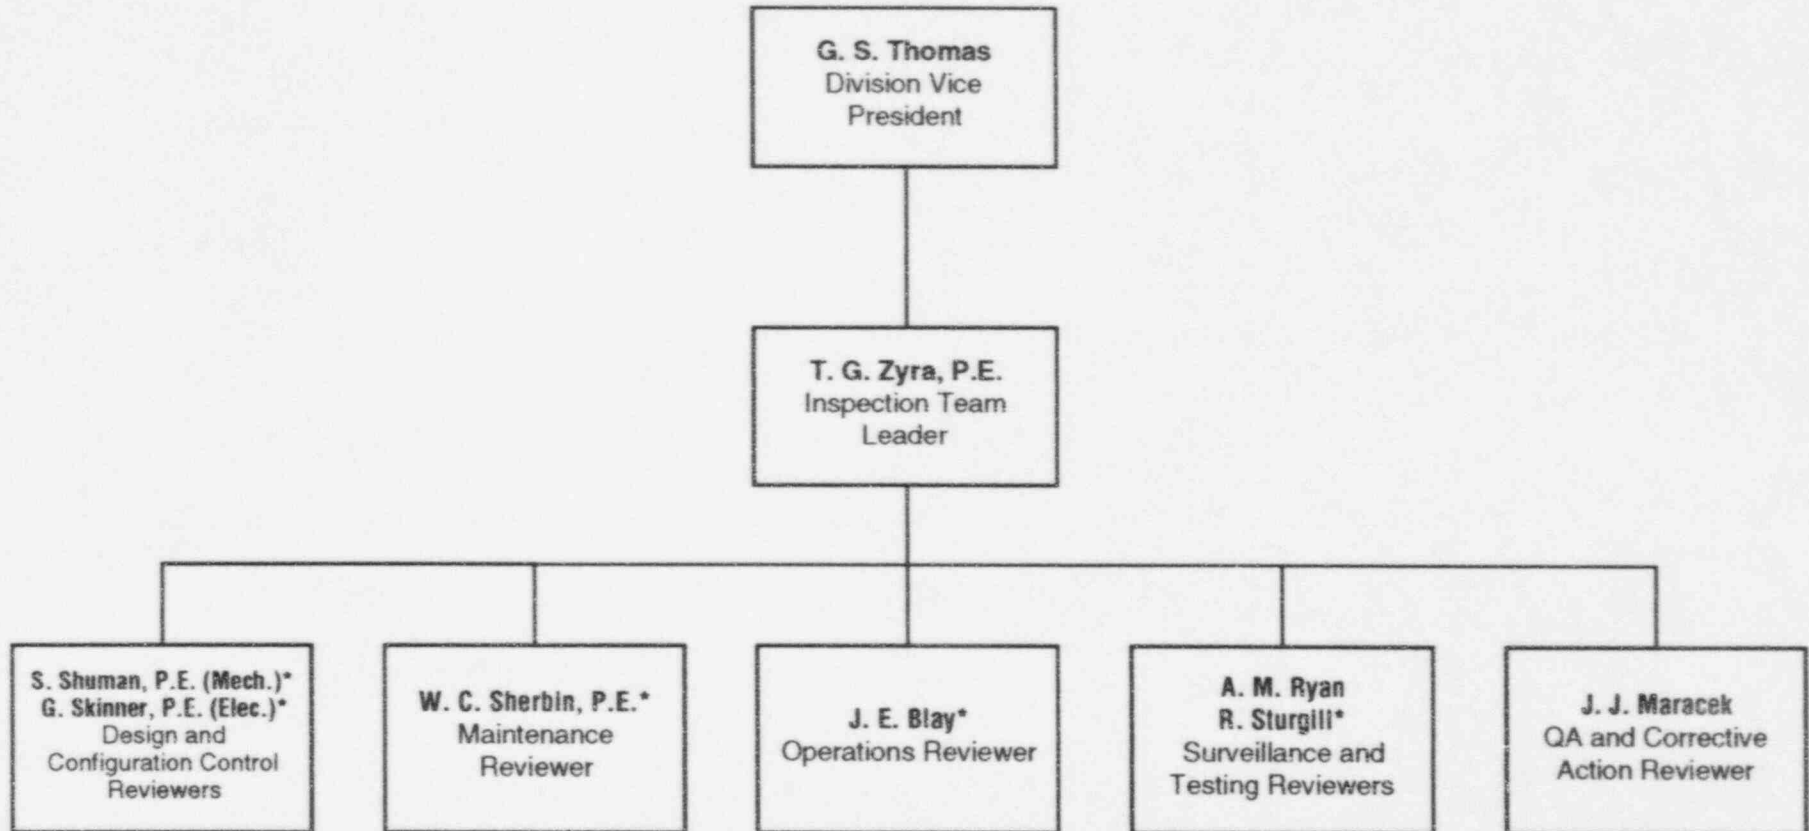 G. S. Thomas
Division Vice
President
T. G. Zyra, P.E.
Inspection Team
Leader
S. Shuman, P.E. (Mech.)*
G. Skinner, P.E. (Elec.)*
Design and
Configuration Control
Reviewers
W. C. Sherbin, P.E.*
Maintenance
Reviewer
J. E. Blay*
Operations Reviewer
A. M. Ryan
R. Sturgill*
Surveillance and
Testing Reviewers
J. J. Maracek
QA and Corrective
Action Reviewer